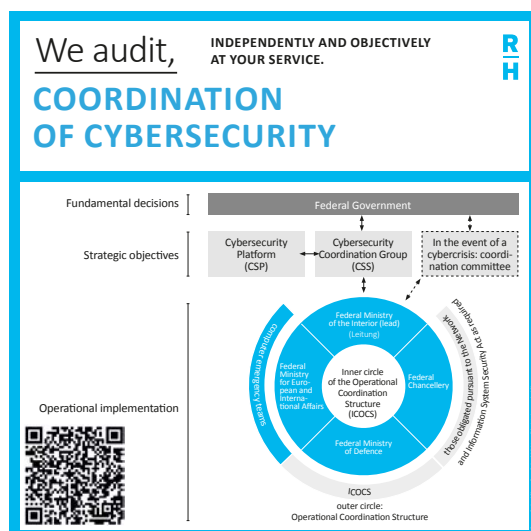 We audit,
INDEPENDENTLY AND OBJECTIVELY
AT YOUR SERVICE.
R
H
COORDINATION
OF CYBERSECURITY
Fundamental decisions
Federal Government
Strategic objectives
Cybersecurity
Platform
(CSP)
Cybersecurity
Coordination Group
(CSS)
In the event of a
cybercrisis: coordi-
nation committee
Operational implementation
Federal Ministry
of the Interior (lead)
(Leitung)
Federal Ministry
for Euro-
pean and Interna-
tional Affairs
Inner circle
of the Operational
Coordination
Structure
(ICOCS)
Federal
Chancellery
Federal Ministry
of Defence
computer emergency teams
those obligated pursuant to the Network
and Information System Security Act, as required
ICOCS
outer circle:
Operational Coordination Structure